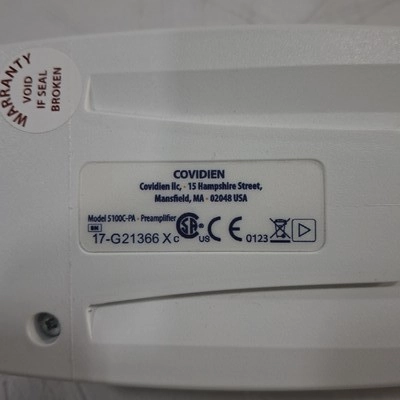 WARRANTY
VOID
IF SEAL
BROKEN
COVIDIEN
Covidien llc, - 15 Hampshire Street,
Mansfield, MA - 02048 USA
Model 5100C-PA - Preamplifier
SN
17-G21366 X
C SA US CE 0123